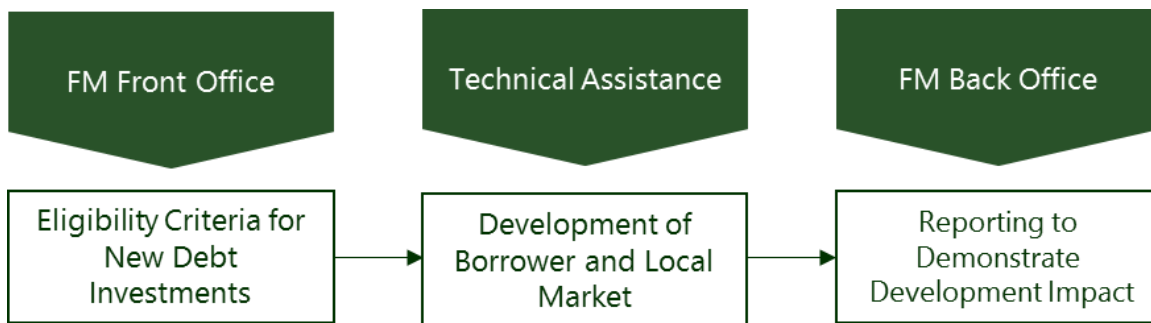 FM Front Office
Technical Assistance
FM Back Office
Eligibility Criteria for
New Debt
Investments
Development of
Borrower and Local
Market
Reporting to
Demonstrate
Development Impact